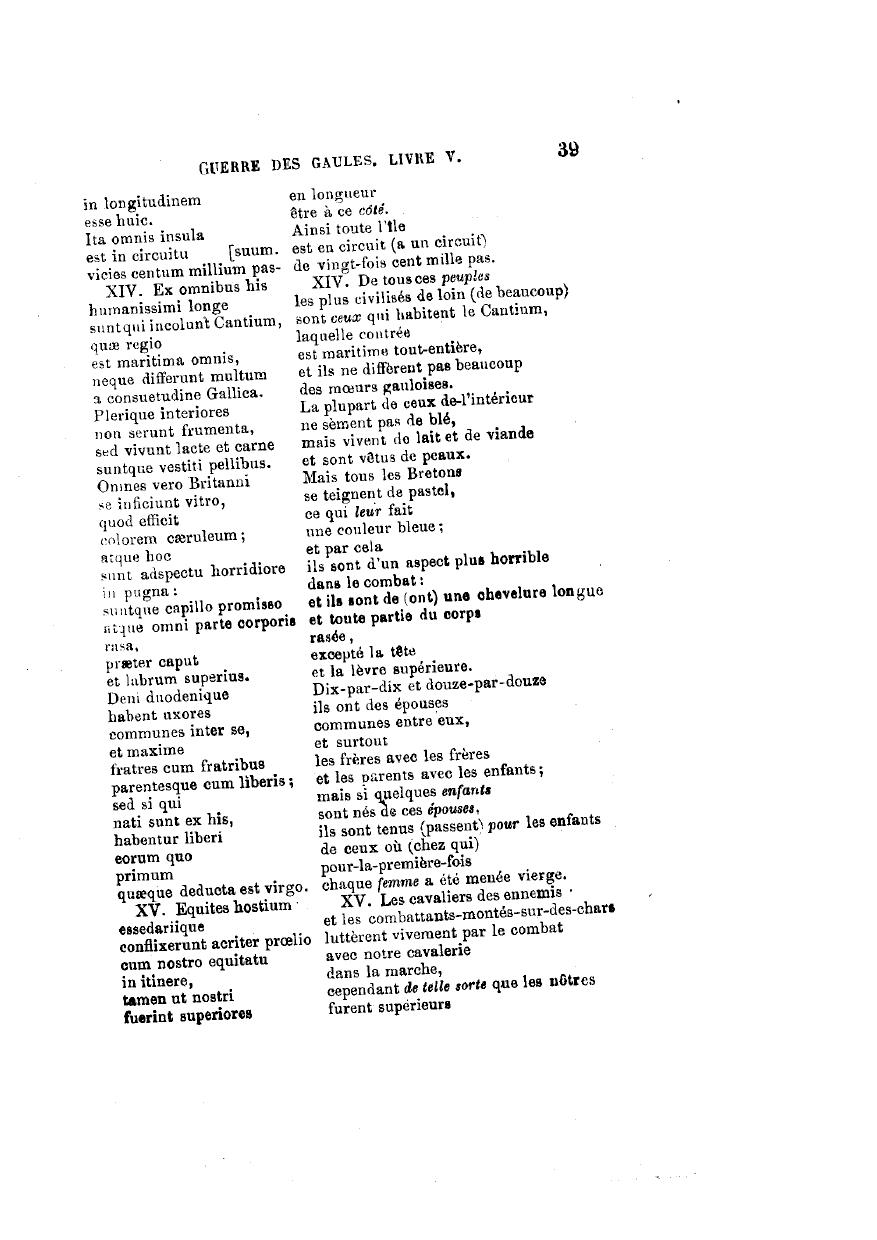 GUERRE DES GAULES. LIVRE V. 39
in longitudinem
esse huic.
Ita omnis insula
est in circuitu [suum.
vicies centum millium pas-
XIV. Ex omnibus his
humanissimi longe
sunt qui incolunt Cantium,
quæ regio
est maritima omnis,
neque differunt multum
a consuetudine Gallica.
Plerique interiores
non serunt frumenta,
sed vivunt lacte et carne
suntque vestiti pellibus.
Omnes vero Britanni
se inficiunt vitro,
quod efficit
colorem cæruleum;
atque hoc
sunt adspectu horridiore
in pugna:
suntque capillo promisso
atque omni parte corporis
rasa,
præter caput
et labrum superius.
Deni duodenique
habent uxores
communes inter se,
et maxime
fratres cum fratribus
parentesque cum liberis;
sed si qui
nati sunt ex his,
habentur liberi
eorum quo
primum
quæque deducta est virgo.
XV. Equites hostium
essedariique
conflixerunt acriter prœlio
cum nostro equitatu
in itinere,
tamen ut nostri
fuerint superiores
en longueur
être à ce côté.
Ainsi toute l'île
est en circuit (a un circuit)
de vingt-fois cent mille pas.
XIV. De tous ces peuples
les plus civilisés de loin (de beaucoup)
sont ceux qui habitent le Cantium,
laquelle contrée
est maritime tout-entière,
et ils ne diffèrent pas beaucoup
des mœurs gauloises.
La plupart de ceux de-l'intérieur
ne sèment pas de blé,
mais vivent de lait et de viande
et sont vêtus de peaux.
Mais tous les Bretons
se teignent de pastel,
ce qui leur fait
une couleur bleue;
et par cela
ils sont d'un aspect plus horrible
dans le combat:
et ils sont de (ont) une chevelure longue
et toute partie du corps
rasée,
excepté la tête
et la lèvre supérieure.
Dix-par-dix et douze-par-douze
ils ont des épouses
communes entre eux,
et surtout
les frères avec les frères
et les parents avec les enfants;
mais si quelques enfants
sont nés de ces épouses,
ils sont tenus (passent) pour les enfants
de ceux où (chez qui)
pour-la-première-fois
chaque femme a été menée vierge.
XV. Les cavaliers des ennemis
et les combattants-montés-sur-des-chars
luttèrent vivement par le combat
avec notre cavalerie
dans la marche,
cependant de telle sorte que les nôtres
furent supérieurs